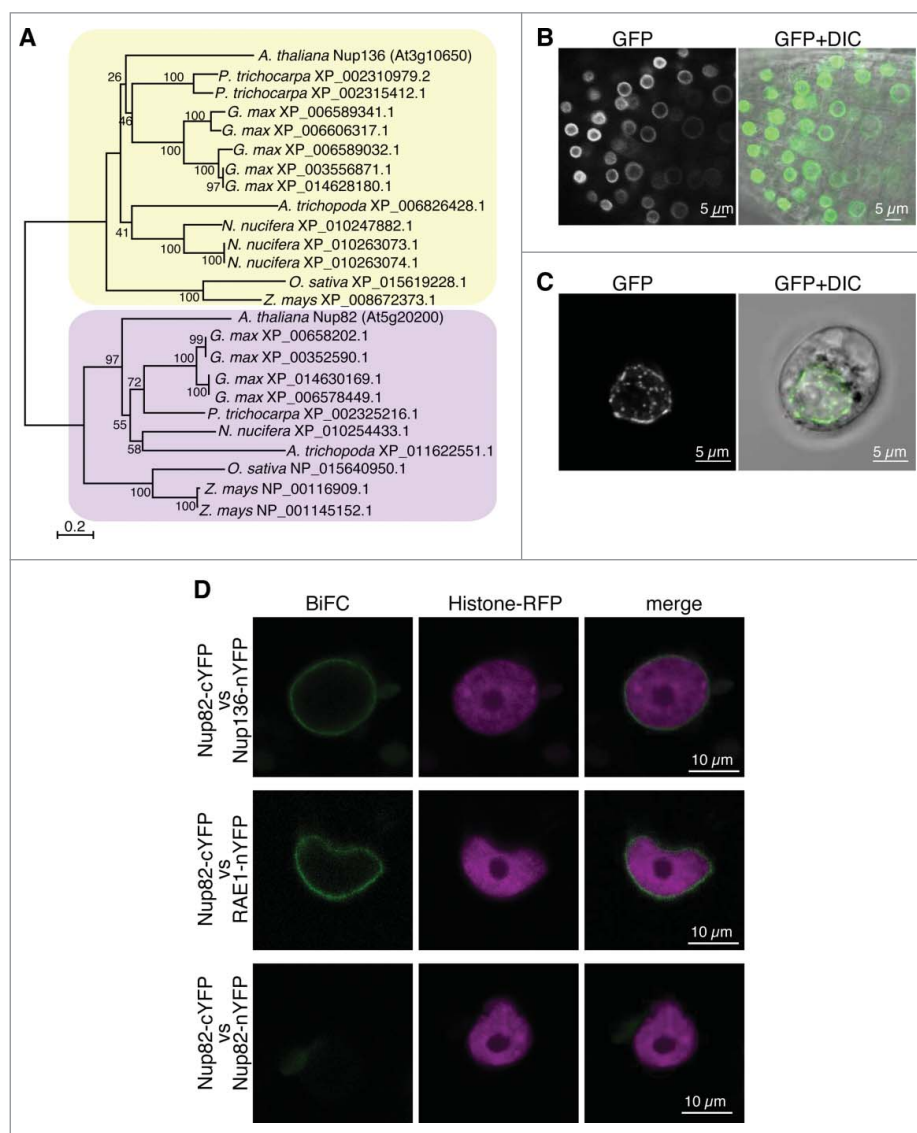 A
A. thaliana Nup136 (At3g10650)
26
100
P. trichocarpa XP_002310979.2
P. trichocarpa XP_002315412.1
46
100
G. max XP_006589341.1
G. max XP_006606317.1
100
G. max XP_006589032.1
100
G. max XP_003556871.1
97
G. max XP_014628180.1
A. trichopoda XP_006826428.1
41
N. nucifera XP_010247882.1
100
N. nucifera XP_010263073.1
100
N. nucifera XP_010263074.1
O. sativa XP_015619228.1
100
Z. mays XP_008672373.1
A. thaliana Nup82 (At5g20200)
G. max XP_00658202.1
99
97
100
G. max XP_00352590.1
72
G. max XP_014630169.1
100
G. max XP_006578449.1
P. trichocarpa XP_002325216.1
55
N. nucifera XP_010254433.1
58
A. trichopoda XP_011622551.1
O. sativa NP_015640950.1
100
Z. mays NP_00116909.1
100
Z. mays NP_001145152.1
0.2
B
GFP
GFP+DIC
5 µm
5 µm
C
GFP
GFP+DIC
5 µm
5 µm
D
BiFC
Histone-RFP
merge
Nup82-cYFP
vs
Nup136-nYFP
10 µm
Nup82-cYFP
vs
RAE1-nYFP
10 µm
Nup82-cYFP
vs
Nup82-nYFP
10 µm